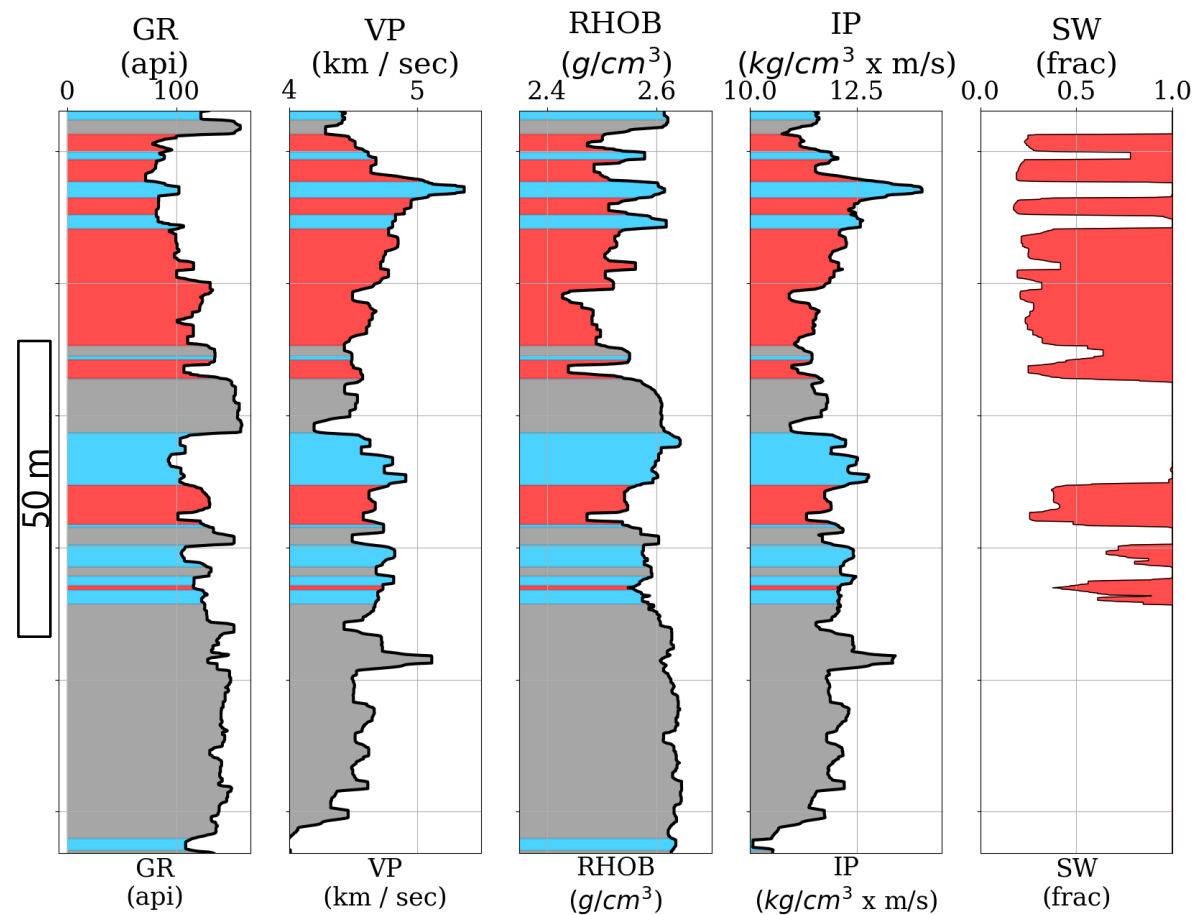 GR
(api)
0 100
VP
(km / sec)
4 5
RHOB
(g/cm³)
2.4 2.6
IP
(kg/cm³ x m/s)
10.0 12.5
SW
(frac)
0.0 0.5 1.0
50 m
GR
(api)
VP
(km / sec)
RHOB
(g/cm³)
IP
(kg/cm³ x m/s)
SW
(frac)